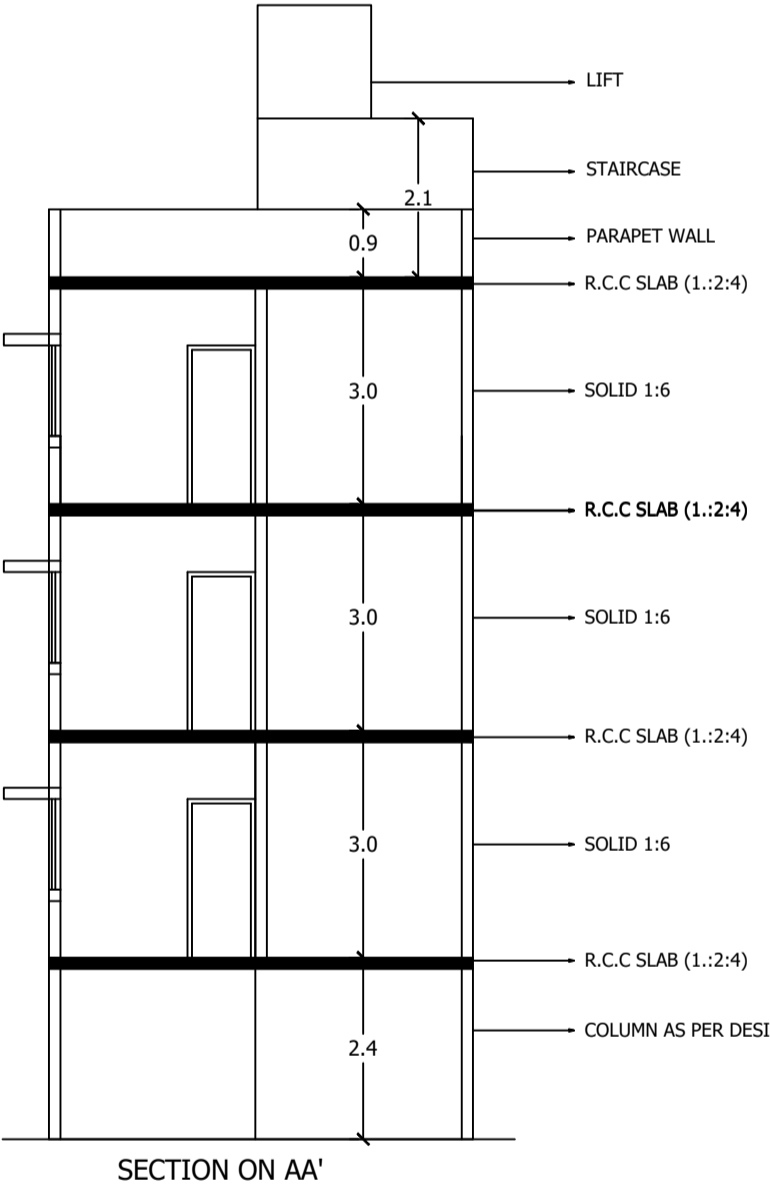 LIFT
STAIRCASE
2.1
PARAPET WALL
0.9
R.C.C SLAB (1.:2:4)
3.0
SOLID 1:6
R.C.C SLAB (1.:2:4)
3.0
SOLID 1:6
R.C.C SLAB (1.:2:4)
3.0
SOLID 1:6
R.C.C SLAB (1.:2:4)
COLUMN AS PER DESI
2.4
SECTION ON AA'